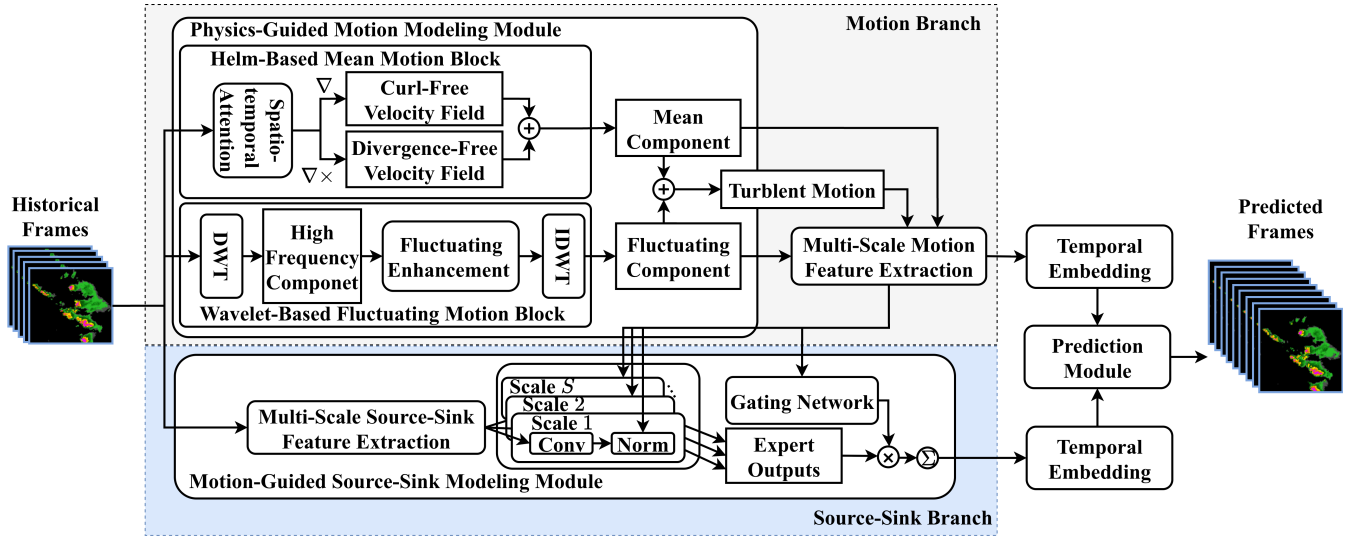 Physics-Guided Motion Modeling Module
Motion Branch
Helm-Based Mean Motion Block
Spatio-
temporal
Attention
∇
∇×
Curl-Free
Velocity Field
Divergence-Free
Velocity Field
+
Mean
Component
+
Turblent Motion
Historical
Frames
DWT
High
Frequency
Componet
Fluctuating
Enhancement
IDWT
Fluctuating
Component
Multi-Scale Motion
Feature Extraction
Wavelet-Based Fluctuating Motion Block
Temporal
Embedding
Predicted
Frames
Prediction
Module
Multi-Scale Source-Sink
Feature Extraction
Scale S
Scale 2
Scale 1
Conv
Norm
Gating Network
Expert
Outputs
×
Σ
Temporal
Embedding
Motion-Guided Source-Sink Modeling Module
Source-Sink Branch